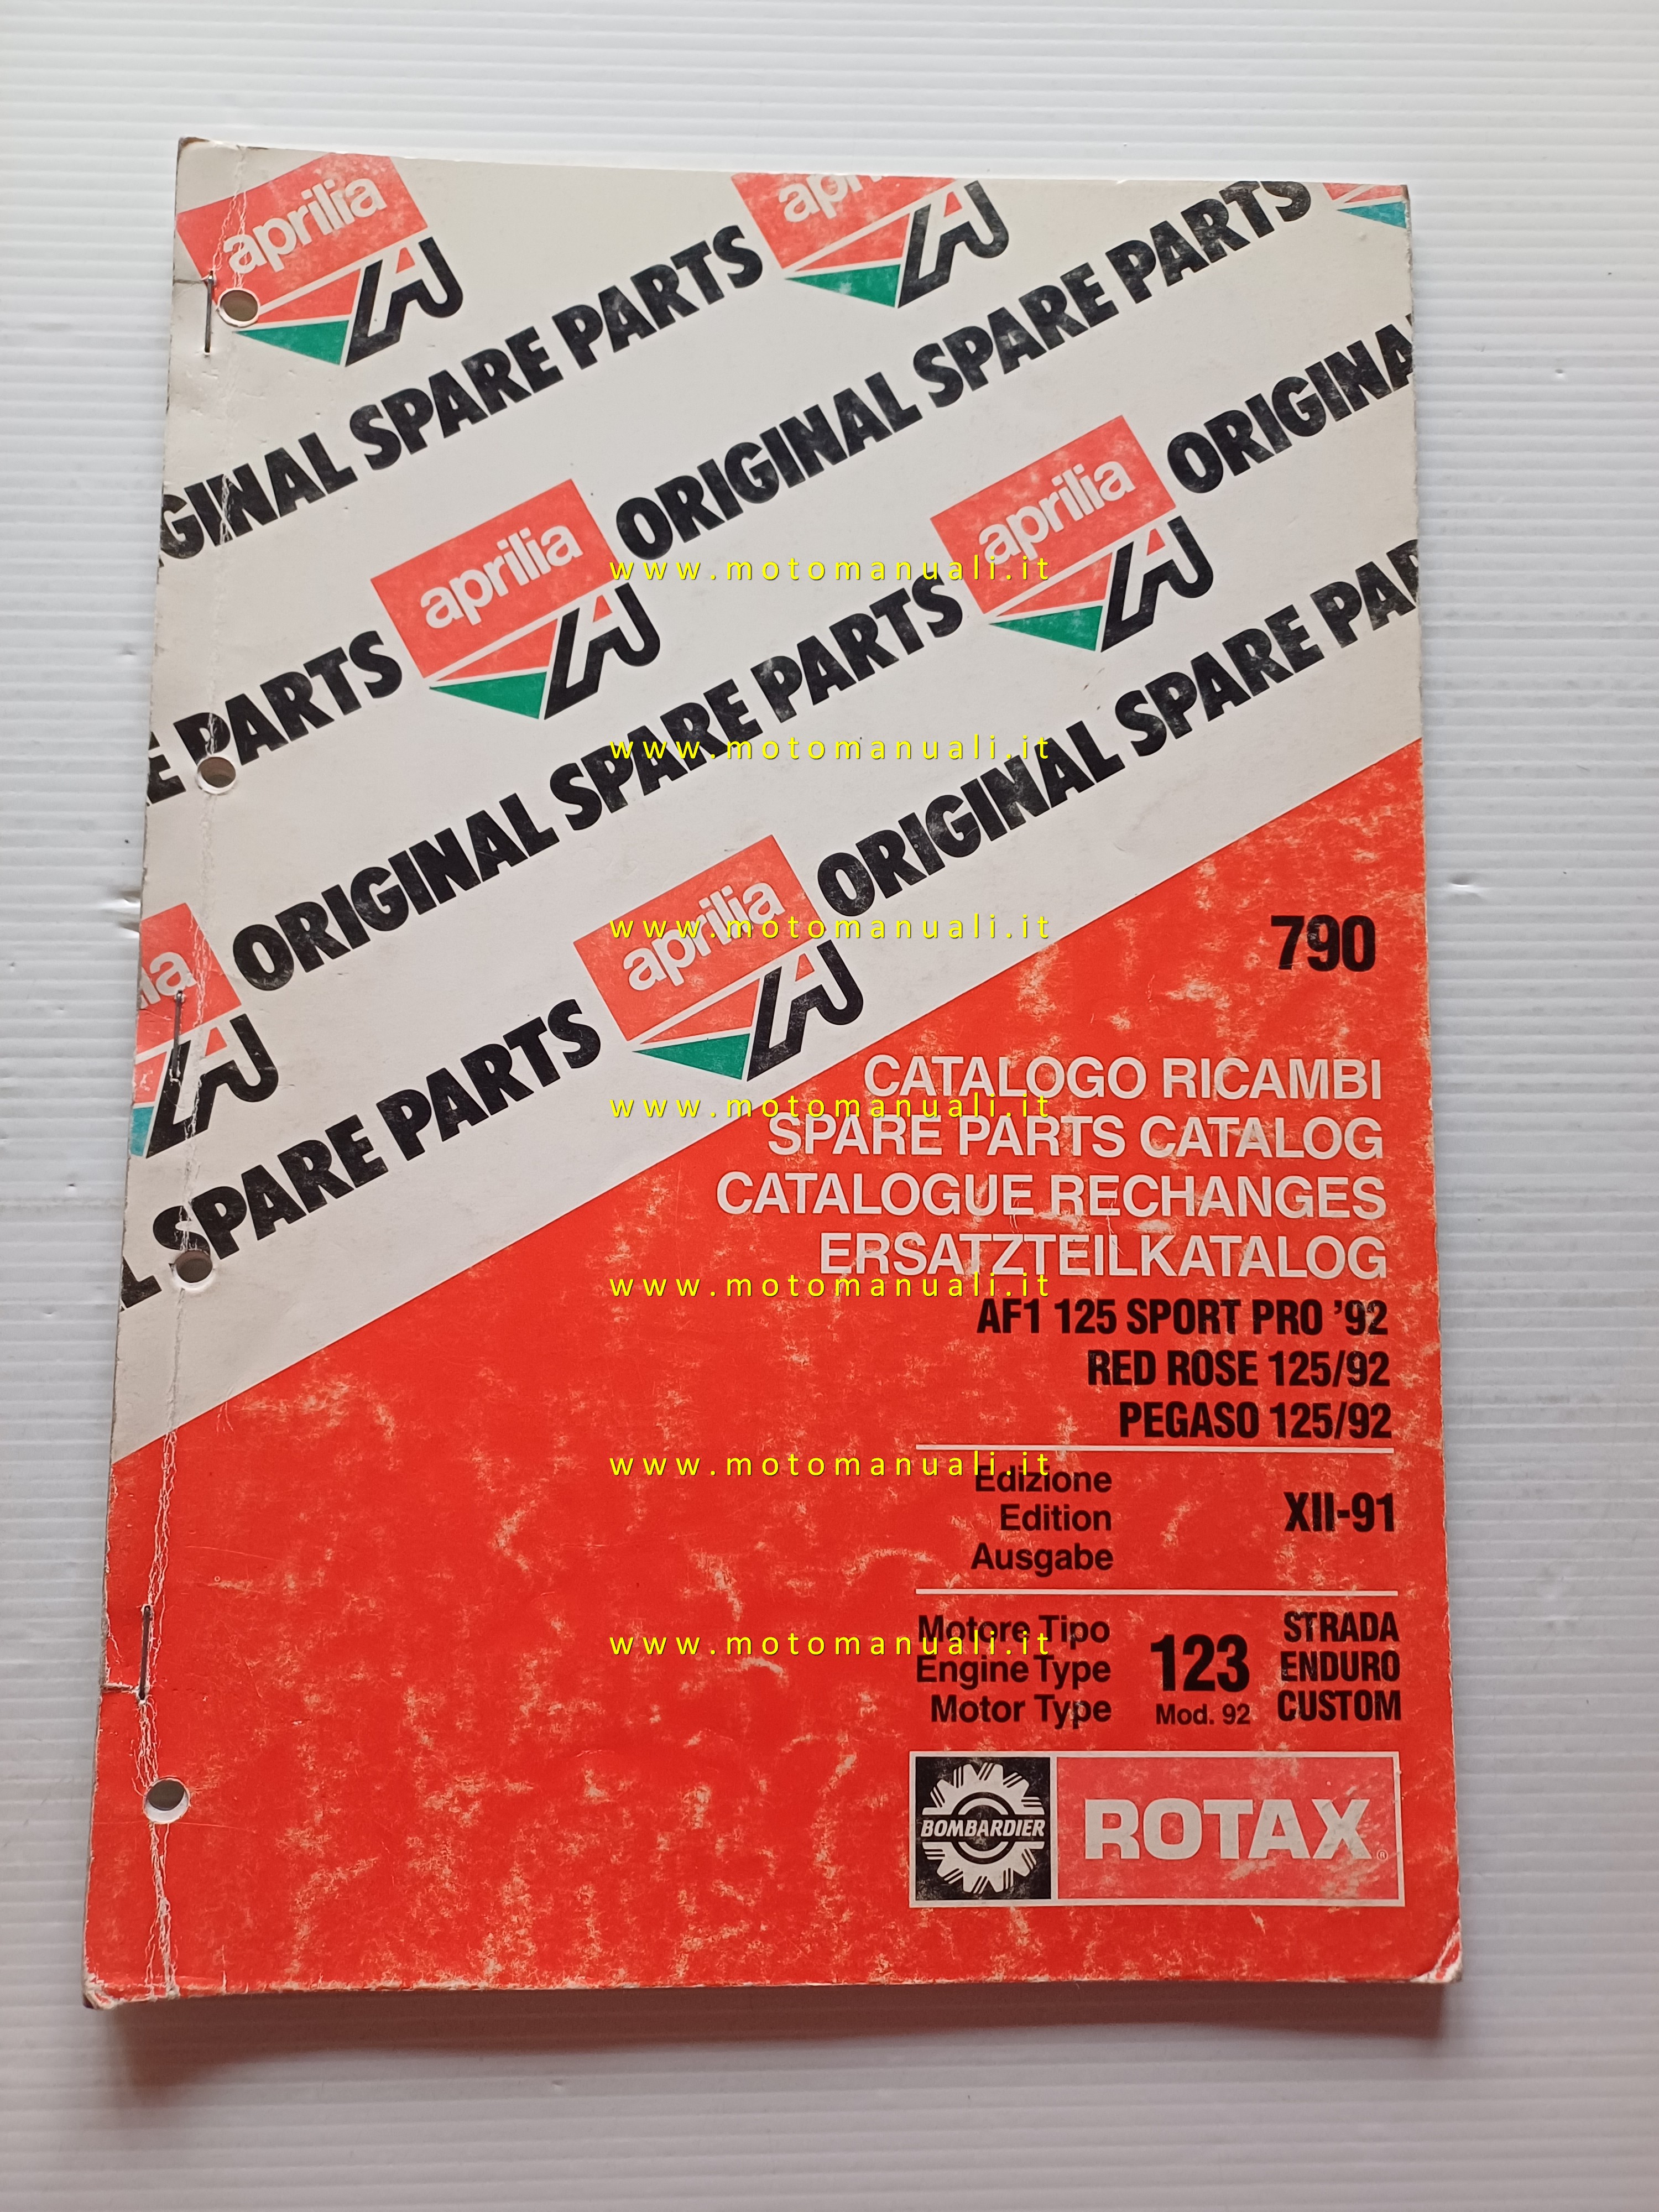 aprilia
aprilia
GINAL SPARE PARTS
ORIGINAL SPARE PARTS
ORIGINA
E PARTS
aprilia
aprilia
ORIGINAL SPARE PARTS
ORIGINAL SPARE PAR
ilia
SPARE PARTS
aprilia
www.motomanuali.it
www.motomanuali.it
www.motomanuali.it
www.motomanuali.it
www.motomanuali.it
www.motomanuali.it
www.motomanuali.it
790
CATALOGO RICAMBI
SPARE PARTS CATALOG
CATALOGUE RECHANGES
ERSATZTEILKATALOG
AF1 125 SPORT PRO '92
RED ROSE 125/92
PEGASO 125/92
Edizione
Edition XII-91
Ausgabe
Motore Tipo STRADA
Engine Type 123 ENDURO
Motor Type Mod. 92 CUSTOM
BOMBARDIER ROTAX®